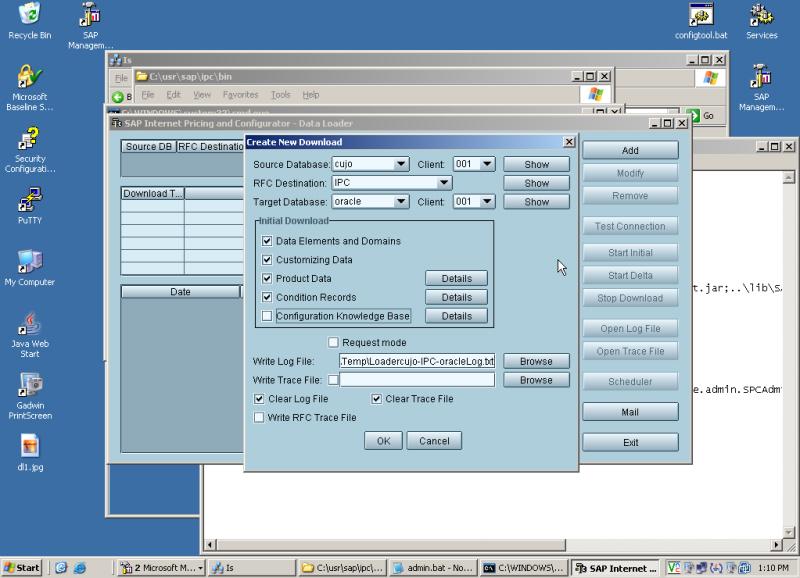 Recycle Bin
SAP
Managem...
configtool.bat
Services
Is
File
C:\usr\sap\ipc\bin
File Edit View Favorites Tools Help
Microsoft
Baseline S...
B
Go
SAP
Managem...
SAP Internet Pricing and Configurator - Data Loader
Source DB RFC Destinatio
Create New Download
Source Database: cujo Client: 001 Show
RFC Destination: IPC Show
Target Database: oracle Client: 001 Show
Initial Download
Data Elements and Domains
Customizing Data
Product Data Details
Condition Records Details
Configuration Knowledge Base Details
Request mode
Write Log File: .Temp\Loadercujo-IPC-oracleLog.txt Browse
Write Trace File: Browse
Clear Log File Clear Trace File
Write RFC Trace File
OK Cancel
Download T...
Date
Add
Modify
Remove
Test Connection
Start Initial
Start Delta
Stop Download
Open Log File
Open Trace File
Scheduler
Mail
Exit
t.jar;..\lib\s
e.admin.SPCAdm
Security
Configurati...
PuTTY
My Computer
Java Web
Start
Gadwin
PrintScreen
dl1.jpg
Start
2 Microsoft M...
Is
C:\usr\sap\ipc\...
admin.bat - No...
C:\WINDOWS\...
SAP Internet ...
1:10 PM